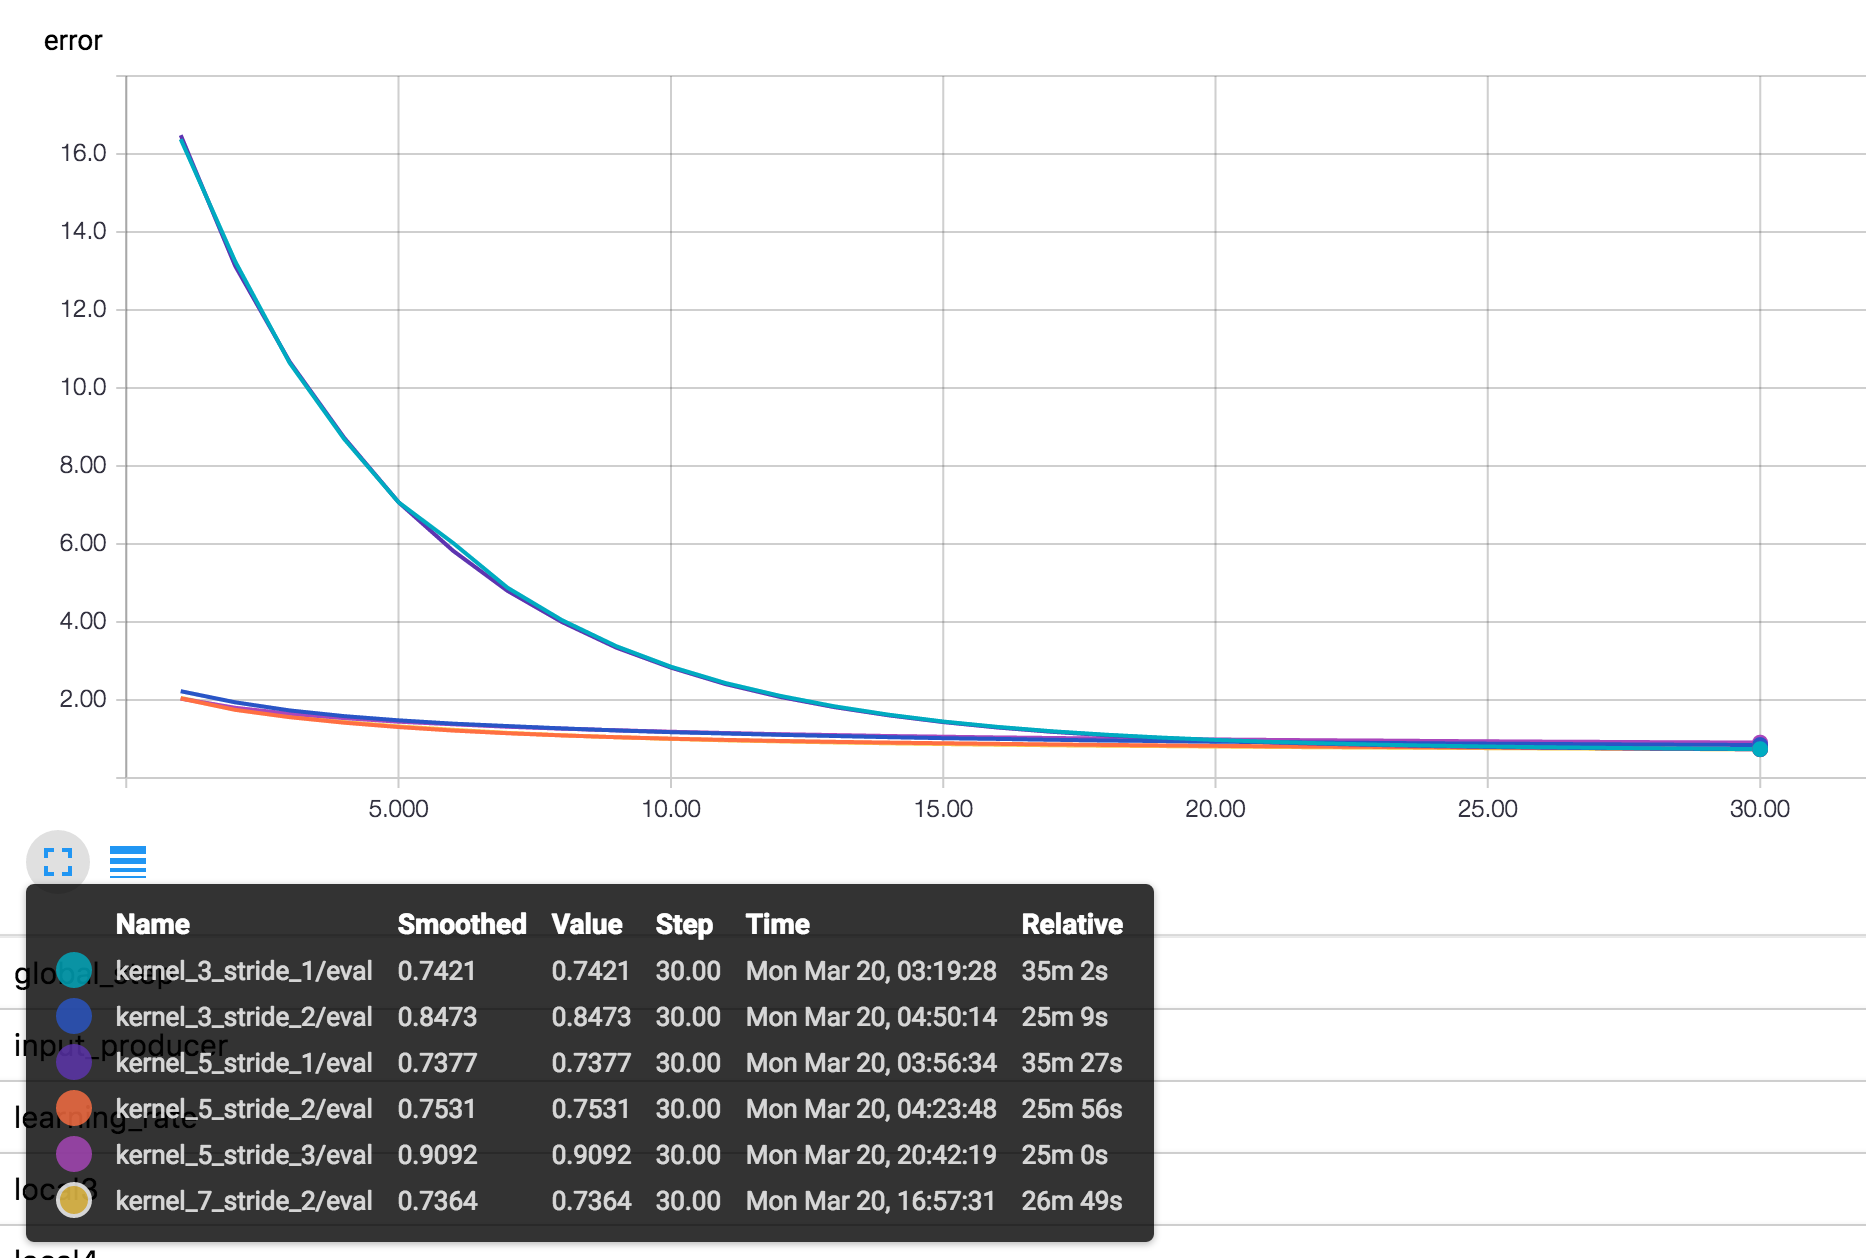 error
16.0
14.0
12.0
10.0
8.00
6.00
4.00
2.00
5.000 10.00 15.00 20.00 25.00 30.00
Name Smoothed Value Step Time Relative
kernel_3_stride_1/eval 0.7421 0.7421 30.00 Mon Mar 20, 03:19:28 35m 2s
global_step
kernel_3_stride_2/eval 0.8473 0.8473 30.00 Mon Mar 20, 04:50:14 25m 9s
input_producer
kernel_5_stride_1/eval 0.7377 0.7377 30.00 Mon Mar 20, 03:56:34 35m 27s
kernel_5_stride_2/eval 0.7531 0.7531 30.00 Mon Mar 20, 04:23:48 25m 56s
learning_rate
kernel_5_stride_3/eval 0.9092 0.9092 30.00 Mon Mar 20, 20:42:19 25m 0s
local3
kernel_7_stride_2/eval 0.7364 0.7364 30.00 Mon Mar 20, 16:57:31 26m 49s
local4